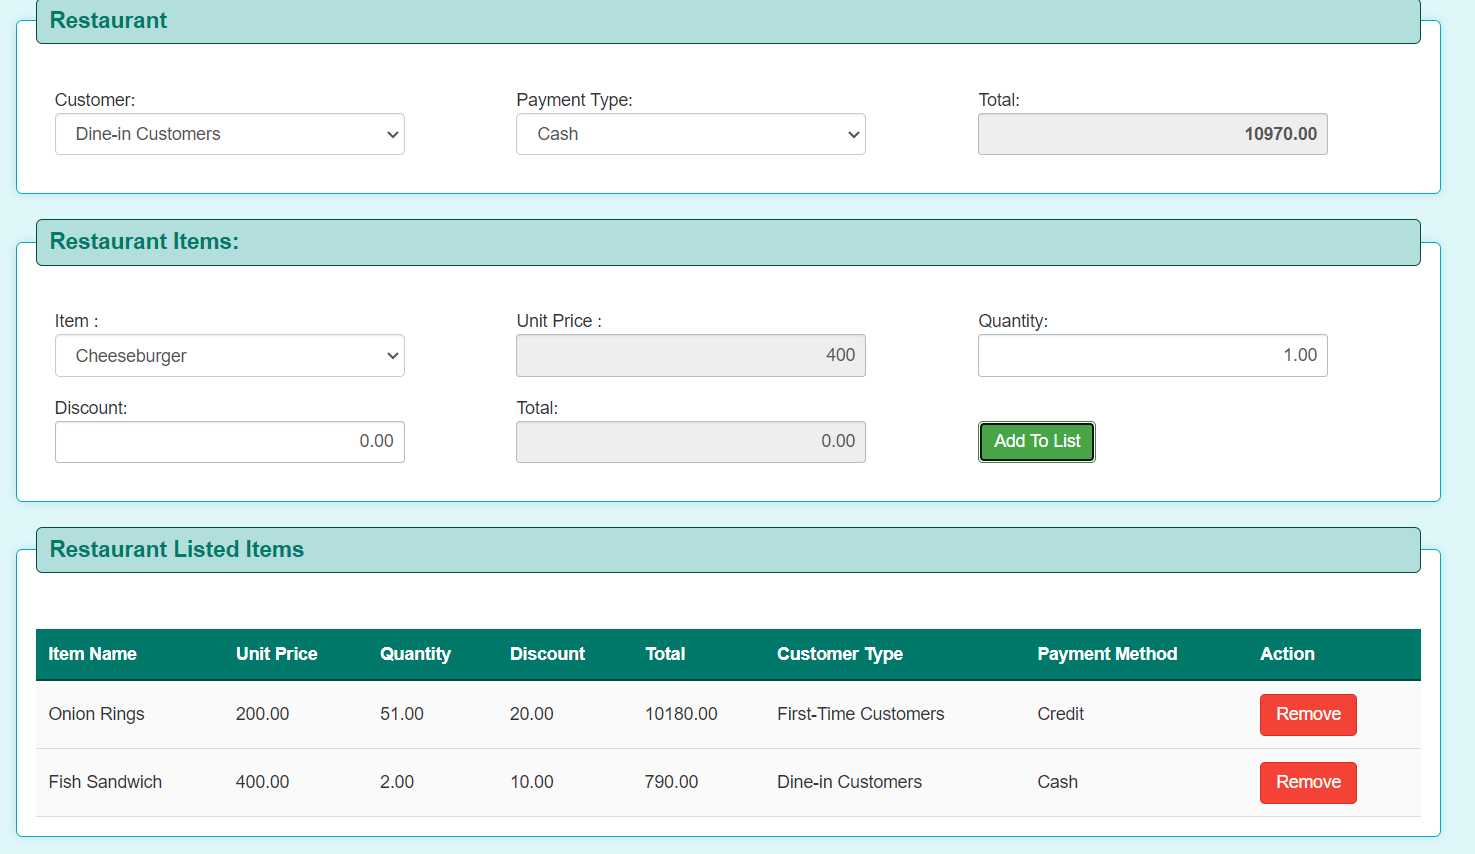 Restaurant
Customer: Payment Type: Total:
Dine-in Customers Cash 10970.00
Restaurant Items:
Item : Unit Price : Quantity:
Cheeseburger 400 1.00
Discount: Total:
0.00 0.00 Add To List
Restaurant Listed Items
Item Name Unit Price Quantity Discount Total Customer Type Payment Method Action
Onion Rings 200.00 51.00 20.00 10180.00 First-Time Customers Credit Remove
Fish Sandwich 400.00 2.00 10.00 790.00 Dine-in Customers Cash Remove